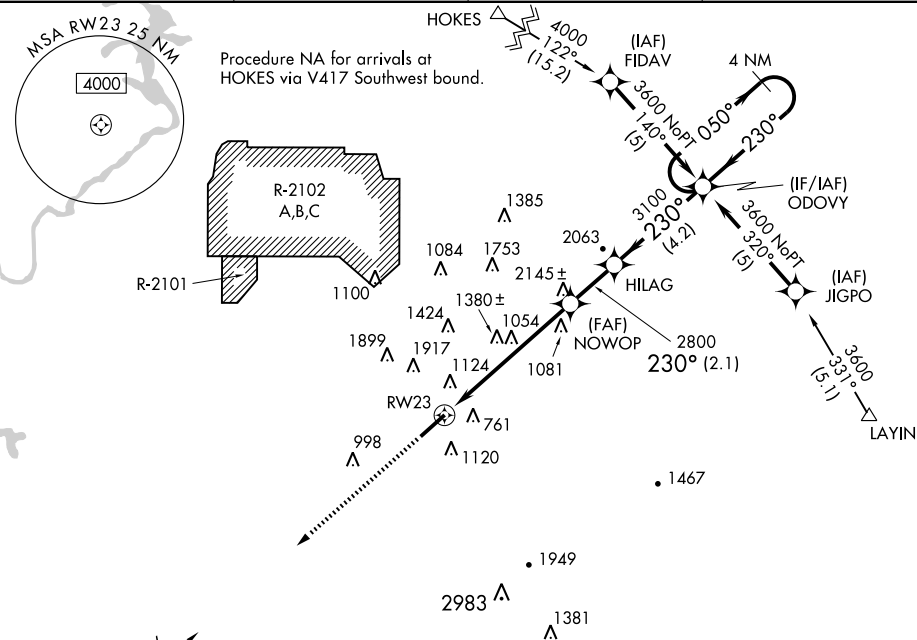 MSA RW23 25 NM
4000
Procedure NA for arrivals at
HOKES via V417 Southwest bound.
HOKES
4000
122°
(15.2)
(IAF)
FIDAV
3600 NoPT
140°
(5)
4 NM
050°
230°
(IF/IAF)
ODOVY
3100
230°
(4.2)
3600 NoPT
320°
(5)
(IAF)
JIGPO
3600
331°
(5.1)
LAYIN
R-2102
A,B,C
R-2101
1100
1385
1084
1753
2063
2145±
HILAG
1380±
1424
1054
(FAF)
NOWOP
1081
2800
230° (2.1)
1899
1917
1124
RW23
761
998
1120
1467
1949
2983
1381